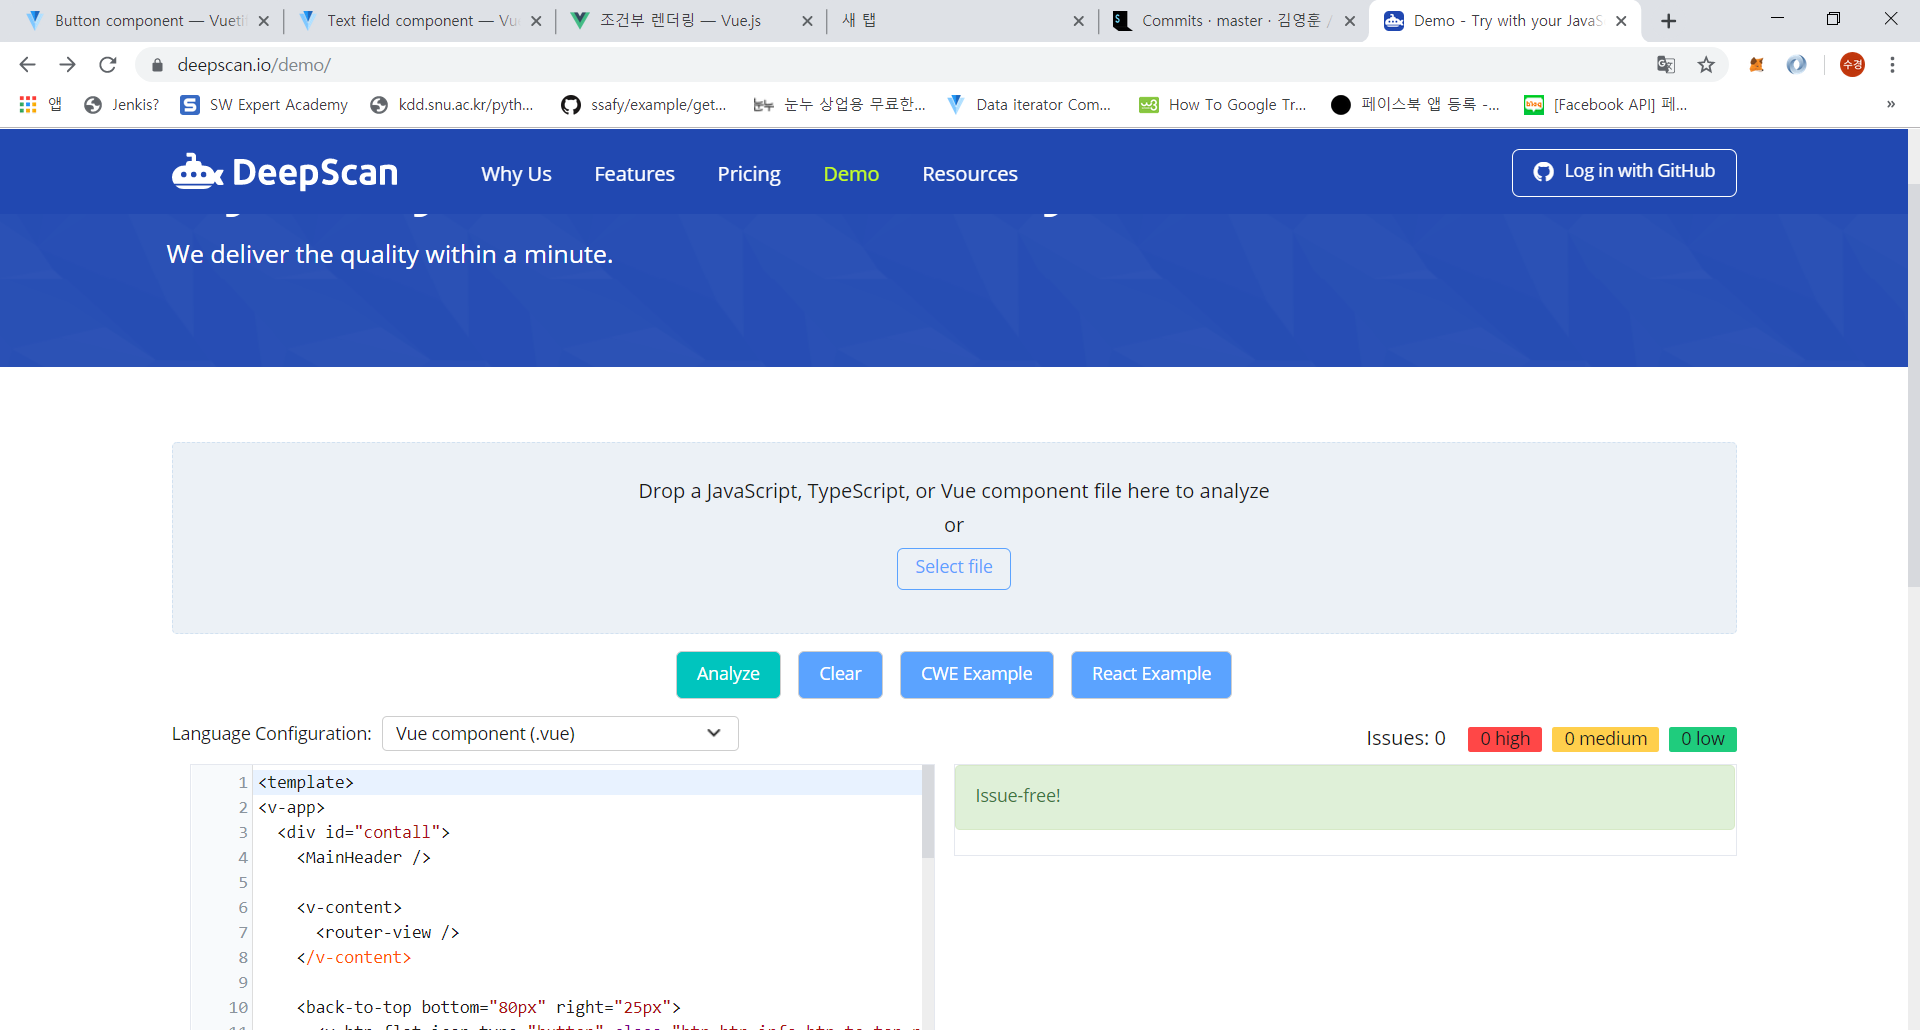 Button component — Vueti
Text field component — Vu
조건부 렌더링 — Vue.js
새 탭
Commits · master · 김영훈 /
Demo - Try with your JavaS
deepscan.io/demo/
수경
앱
Jenkis?
SW Expert Academy
kdd.snu.ac.kr/pyth...
ssafy/example/get...
눈누
눈누 상업용 무료한...
Data iterator Com...
w3
How To Google Tr...
페이스북 앱 등록 -...
blog
[Facebook API] 페...
»
DeepScan
Why Us
Features
Pricing
Demo
Resources
Log in with GitHub
We deliver the quality within a minute.
Drop a JavaScript, TypeScript, or Vue component file here to analyze
or
Select file
Analyze
Clear
CWE Example
React Example
Language Configuration:
Vue component (.vue)
Issues: 0
0 high
0 medium
0 low
1 <template>
2 <v-app>
3 <div id="contall">
4 <MainHeader />
5
6 <v-content>
7 <router-view />
8 </v-content>
9
10 <back-to-top bottom="80px" right="25px">
Issue-free!